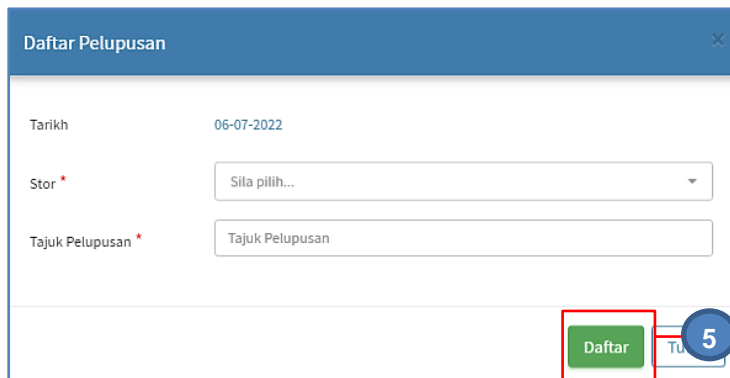 Daftar Pelupusan ×
Tarikh 06-07-2022
Stor * Sila pilih...
Tajuk Pelupusan * Tajuk Pelupusan
Daftar 5